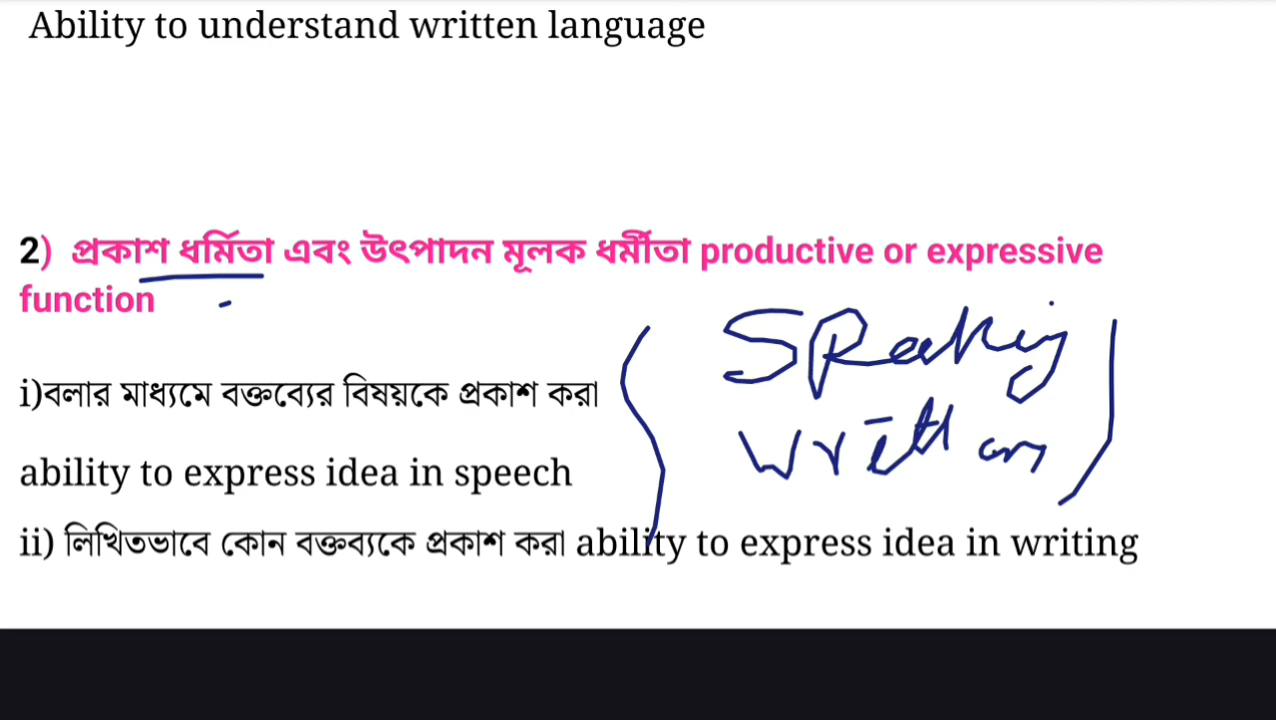 Ability to understand written language
2) প্রকাশ ধর্মিতা এবং উৎপাদন মূলক ধর্মীতা productive or expressive
function
Speaking
i)বলার মাধ্যমে বক্তব্যের বিষয়কে প্রকাশ করা
ability to express idea in speech
ii) লিখিতভাবে কোন বক্তব্যকে প্রকাশ করা ability to express idea in writing